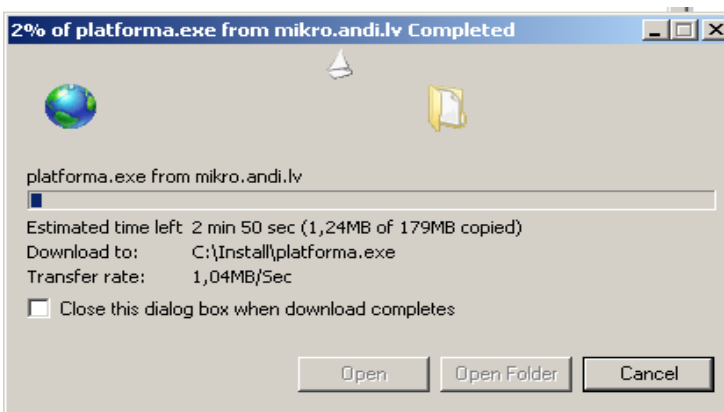 2% of platforma.exe from mikro.andi.lv Completed
platforma.exe from mikro.andi.lv
Estimated time left 2 min 50 sec (1,24MB of 179MB copied)
Download to: C:\Install\platforma.exe
Transfer rate: 1,04MB/Sec
Close this dialog box when download completes
Open Open Folder Cancel